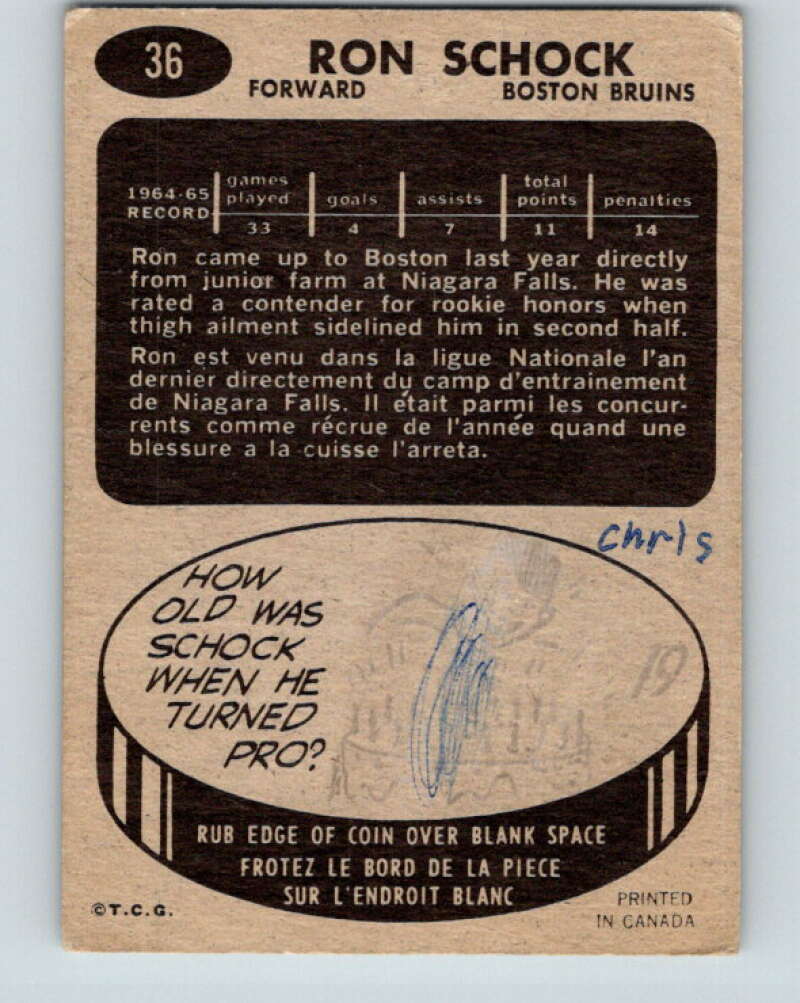 36
RON SCHOCK
FORWARD BOSTON BRUINS
1964-65 RECORD
games played goals assists total points penalties
33 4 7 11 14
Ron came up to Boston last year directly
from junior farm at Niagara Falls. He was
rated a contender for rookie honors when
thigh ailment sidelined him in second half.
Ron est venu dans la ligue Nationale l'an
dernier directement du camp d'entrainement
de Niagara Falls. Il était parmi les concur-
rents comme récrue de l'année quand une
blessure a la cuisse l'arreta.
chris
HOW
OLD WAS
SCHOCK
WHEN HE
TURNED
PRO?
19
RUB EDGE OF COIN OVER BLANK SPACE
FROTEZ LE BORD DE LA PIECE
SUR L'ENDROIT BLANC
©T.C.G.
PRINTED
IN CANADA